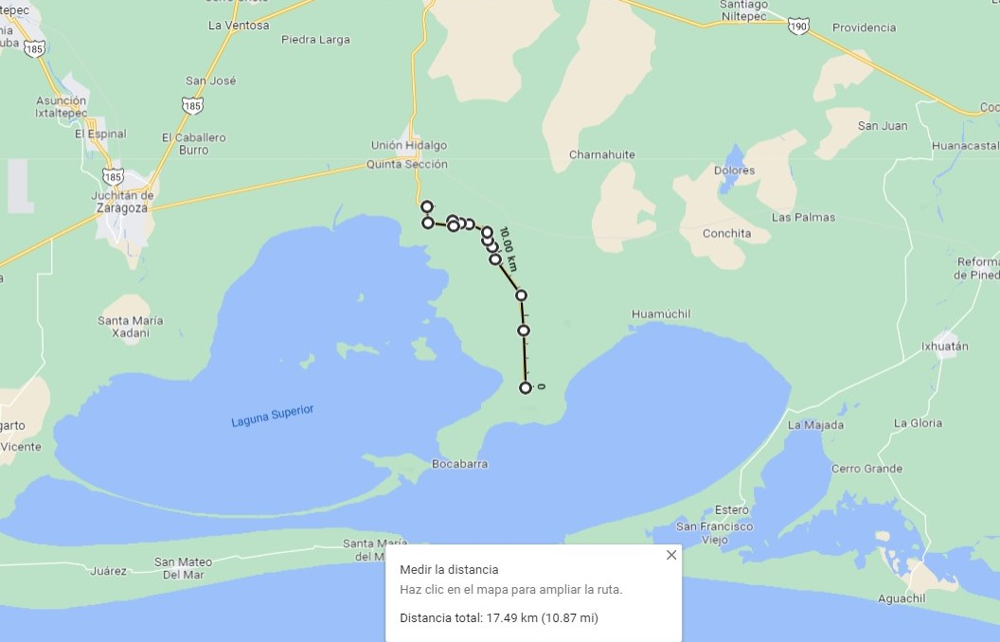 tepec
La Ventosa
Piedra Larga
Santiago
Niltepec
190
Providencia
185
San José
185
Asunción
Ixtaltepec
El Espinal
El Caballero
Burro
Unión Hidalgo
Quinta Sección
Charnahuite
San Juan
Huanacastal
185
Juchitán de
Zaragoza
Dolores
Las Palmas
Conchita
10.00 km
Reforma
de Pined
Santa María
Xadani
Huamúchil
Ixhuatán
0
Laguna Superior
garto
Vicente
La Majada
La Gloria
Bocabarra
Cerro Grande
Estero
San Francisco
Viejo
Santa María
del M
San Mateo
Del Mar
Juárez
Aguachil
Medir la distancia
Haz clic en el mapa para ampliar la ruta.
Distancia total: 17.49 km (10.87 mi)